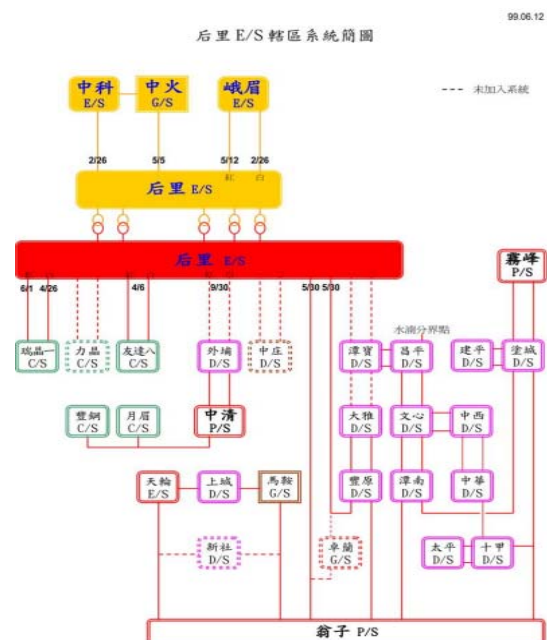 99.06.12
后里 E/S 轄區系統簡圖
中科
E/S
中火
G/S
峨眉
E/S
--- 未加入系統
2/26
5/5
5/12
2/26
紅
白
后里 E/S
后里 E/S
霧峰
P/S
6/1
4/26
4/6
9/30
5/30
5/30
水湳分界點
瑞晶一
C/S
力晶
C/S
友達八
C/S
外埔
D/S
中庄
D/S
潭寶
D/S
昌平
D/S
建平
D/S
塗城
D/S
豐鋼
C/S
月眉
C/S
中清
P/S
大雅
D/S
文心
D/S
中西
D/S
天輪
E/S
上城
D/S
馬鞍
G/S
豐原
D/S
潭南
D/S
中華
D/S
新社
D/S
卓蘭
G/S
太平
D/S
十甲
D/S
翁子 P/S